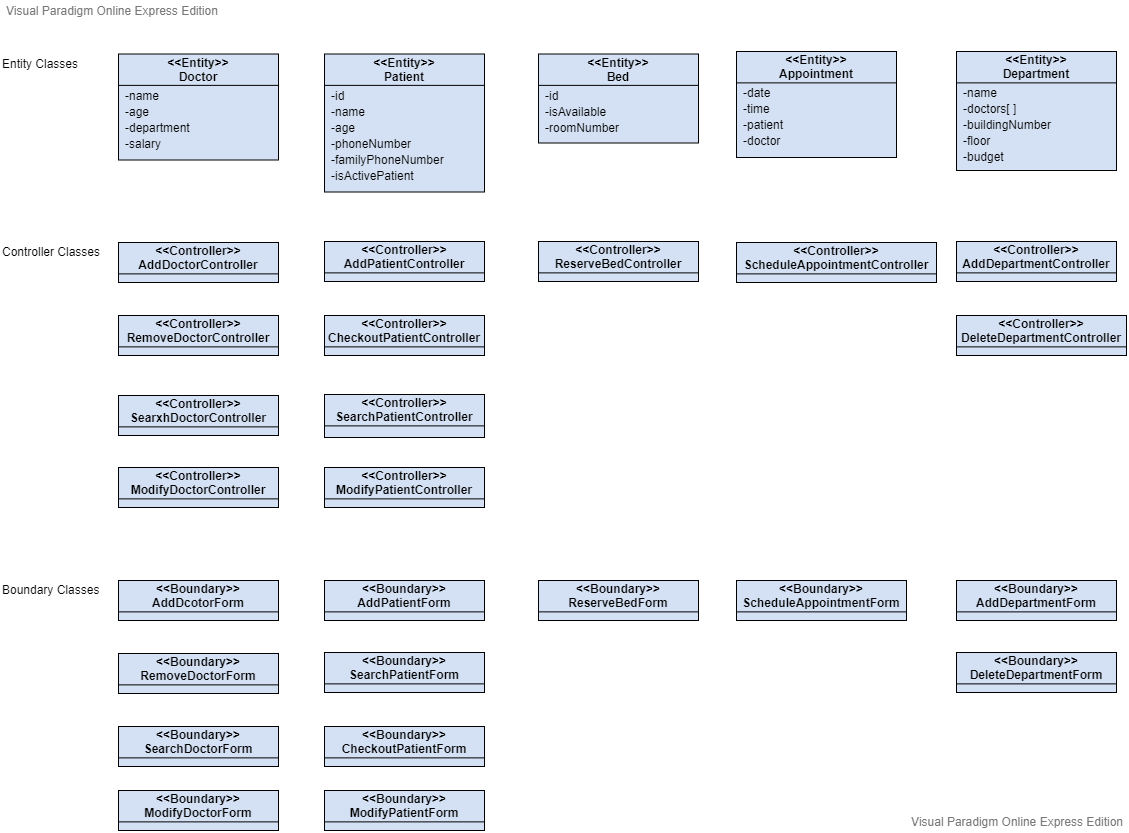 Visual Paradigm Online Express Edition
Entity Classes
<<Entity>>
Doctor
-name
-age
-department
-salary
<<Entity>>
Patient
-id
-name
-age
-phoneNumber
-familyPhoneNumber
-isActivePatient
<<Entity>>
Bed
-id
-isAvailable
-roomNumber
<<Entity>>
Appointment
-date
-time
-patient
-doctor
<<Entity>>
Department
-name
-doctors[ ]
-buildingNumber
-floor
-budget
Controller Classes
<<Controller>>
AddDoctorController
<<Controller>>
AddPatientController
<<Controller>>
ReserveBedController
<<Controller>>
ScheduleAppointmentController
<<Controller>>
AddDepartmentController
<<Controller>>
RemoveDoctorController
<<Controller>>
CheckoutPatientController
<<Controller>>
DeleteDepartmentController
<<Controller>>
SearxhDoctorController
<<Controller>>
SearchPatientController
<<Controller>>
ModifyDoctorController
<<Controller>>
ModifyPatientController
Boundary Classes
<<Boundary>>
AddDcotorForm
<<Boundary>>
AddPatientForm
<<Boundary>>
ReserveBedForm
<<Boundary>>
ScheduleAppointmentForm
<<Boundary>>
AddDepartmentForm
<<Boundary>>
RemoveDoctorForm
<<Boundary>>
SearchPatientForm
<<Boundary>>
DeleteDepartmentForm
<<Boundary>>
SearchDoctorForm
<<Boundary>>
CheckoutPatientForm
<<Boundary>>
ModifyDoctorForm
<<Boundary>>
ModifyPatientForm
Visual Paradigm Online Express Edition